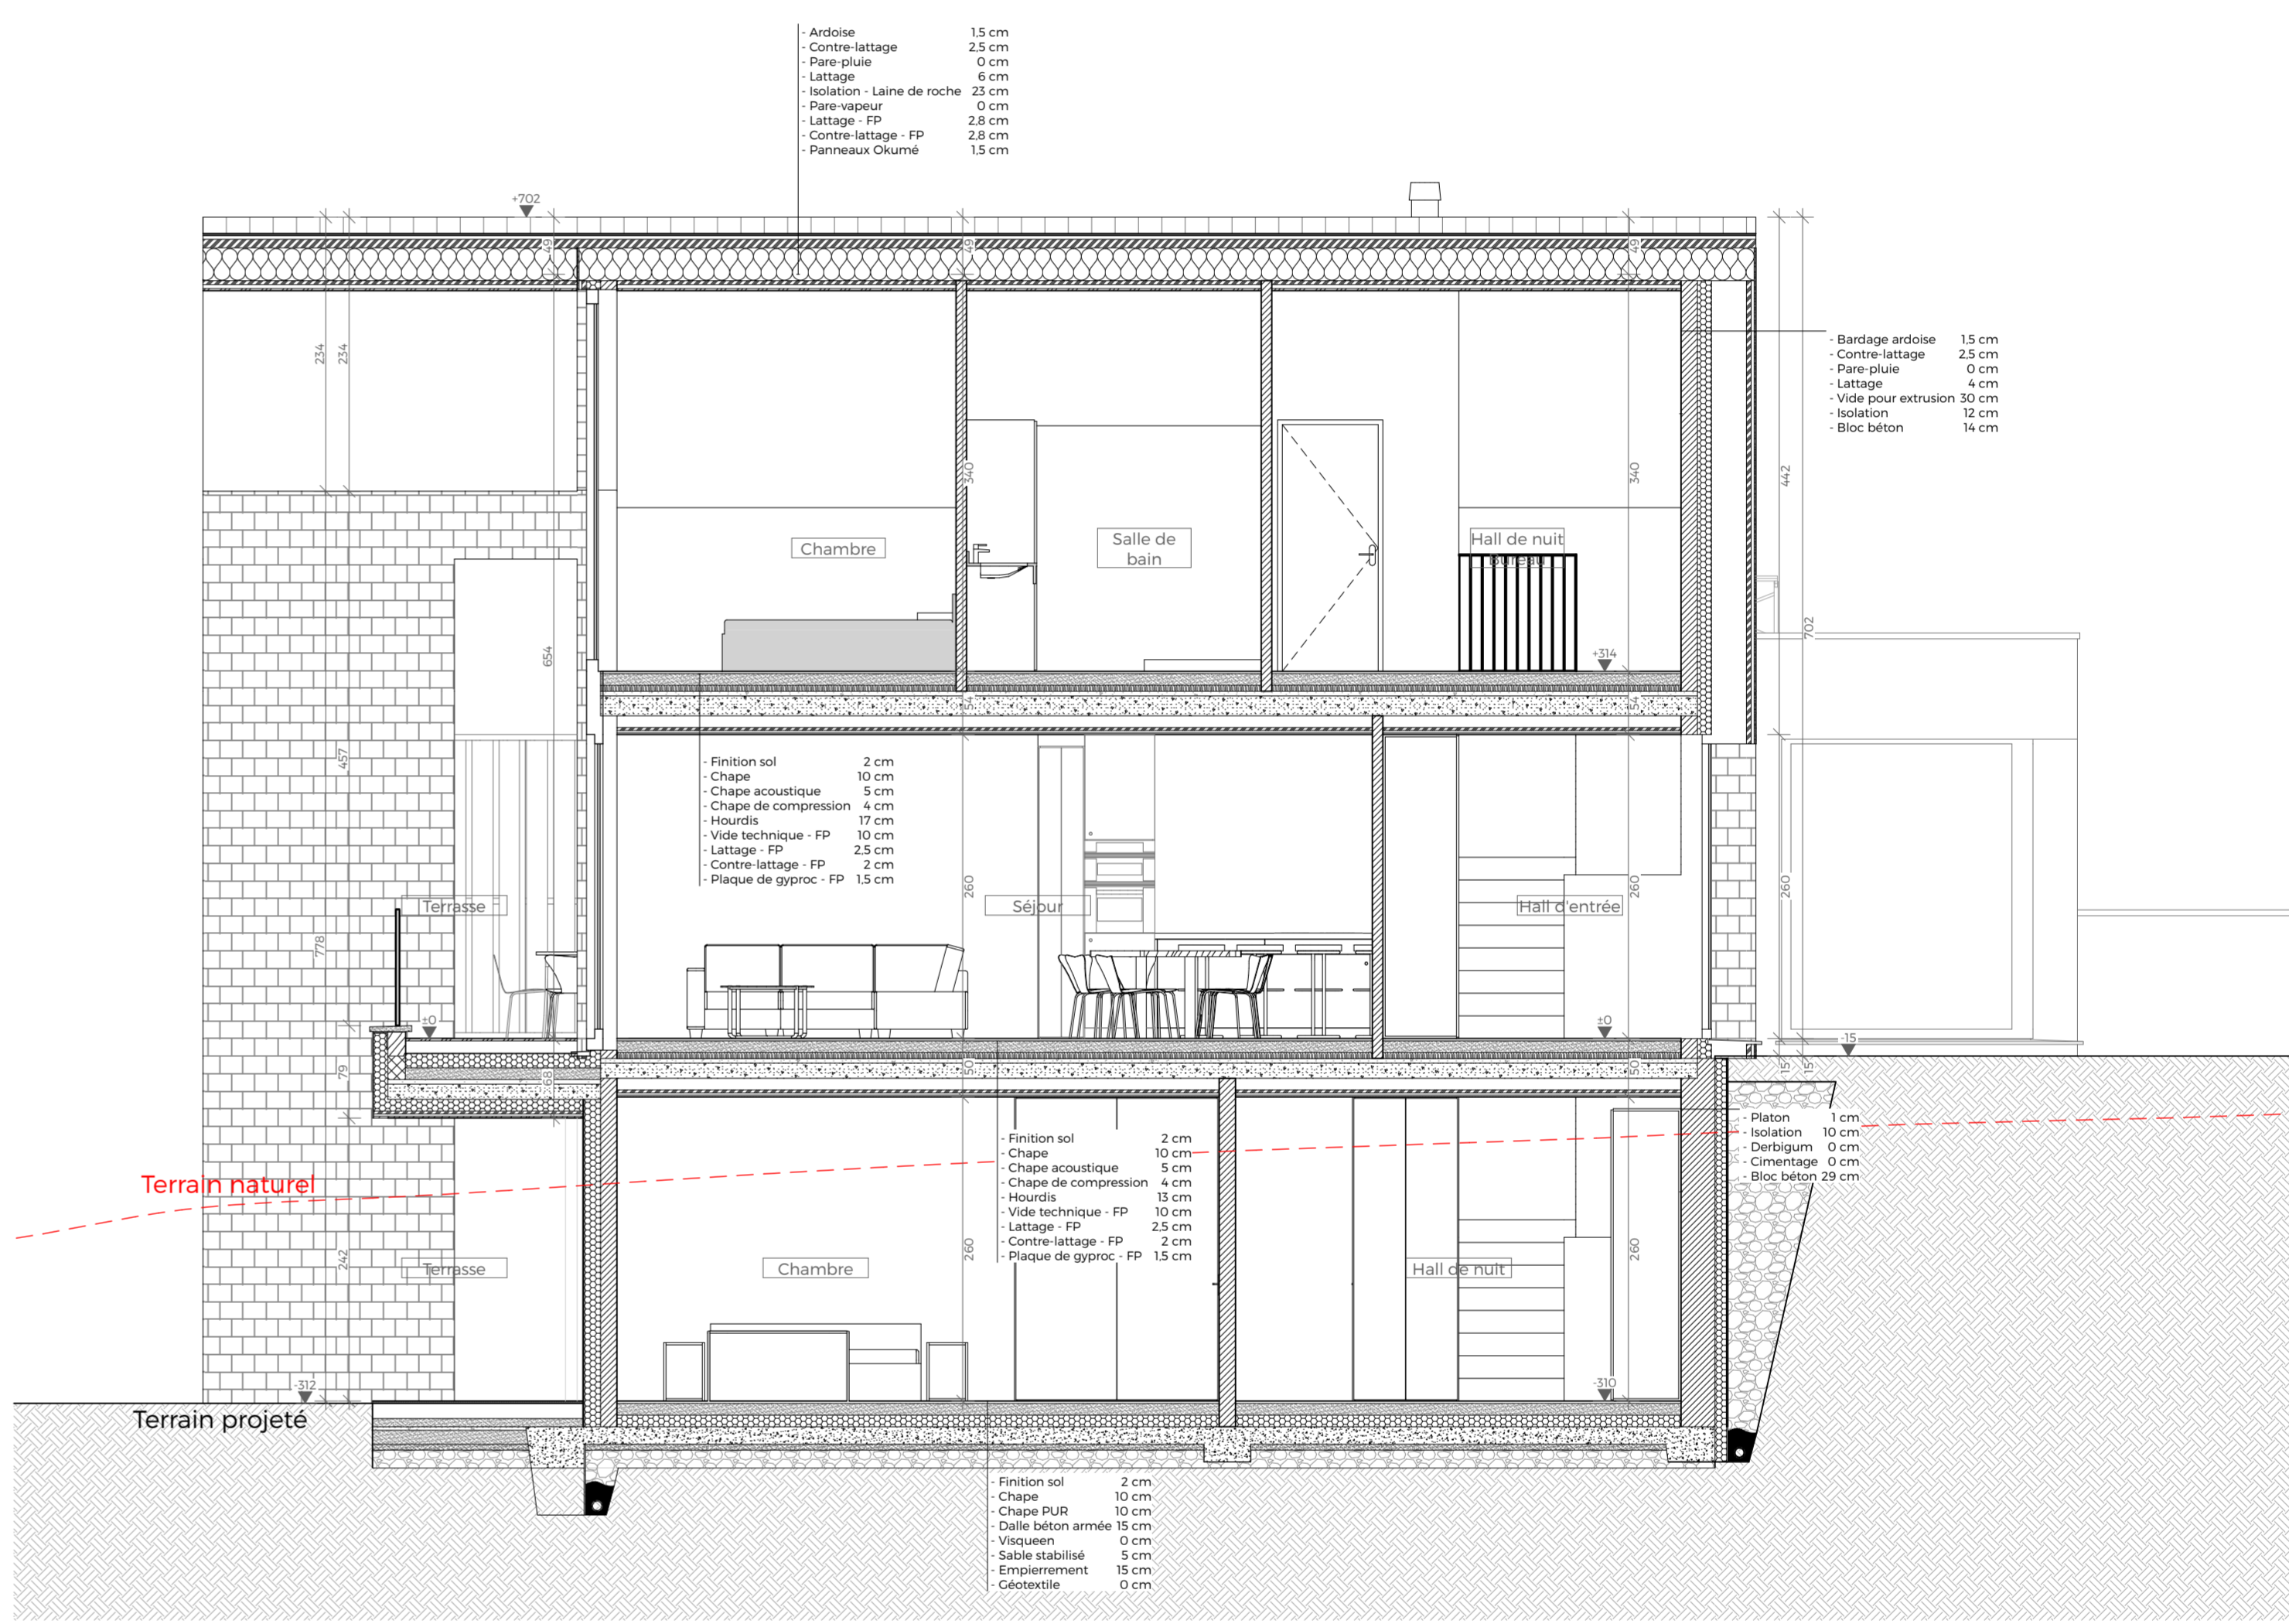 - Ardoise 1,5 cm
- Contre-lattage 2,5 cm
- Pare-pluie 0 cm
- Lattage 6 cm
- Isolation - Laine de roche 23 cm
- Pare-vapeur 0 cm
- Lattage - FP 2,8 cm
- Contre-lattage - FP 2,8 cm
- Panneaux Okumé 1,5 cm
+702
49
49
49
234
234
- Bardage ardoise 1,5 cm
- Contre-lattage 2,5 cm
- Pare-pluie 0 cm
- Lattage 4 cm
- Vide pour extrusion 30 cm
- Isolation 12 cm
- Bloc béton 14 cm
340
340
442
Chambre
Salle de
bain
Hall de nuit
Bureau
654
+314
702
54
54
457
- Finition sol 2 cm
- Chape 10 cm
- Chape acoustique 5 cm
- Chape de compression 4 cm
- Hourdis 17 cm
- Vide technique - FP 10 cm
- Lattage - FP 2,5 cm
- Contre-lattage - FP 2 cm
- Plaque de gyproc - FP 1,5 cm
260
260
260
Terrasse
Séjour
Hall d'entrée
778
±0
±0
-15
79
68
50
50
15
15
- Platon 1 cm
- Isolation 10 cm
- Derbigum 0 cm
- Cimentage 0 cm
- Bloc béton 29 cm
- Finition sol 2 cm
- Chape 10 cm
- Chape acoustique 5 cm
- Chape de compression 4 cm
- Hourdis 13 cm
- Vide technique - FP 10 cm
- Lattage - FP 2,5 cm
- Contre-lattage - FP 2 cm
- Plaque de gyproc - FP 1,5 cm
Terrain naturel
242
260
260
Terrasse
Chambre
Hall de nuit
-312
-310
Terrain projeté
- Finition sol 2 cm
- Chape 10 cm
- Chape PUR 10 cm
- Dalle béton armée 15 cm
- Visqueen 0 cm
- Sable stabilisé 5 cm
- Empierrement 15 cm
- Géotextile 0 cm